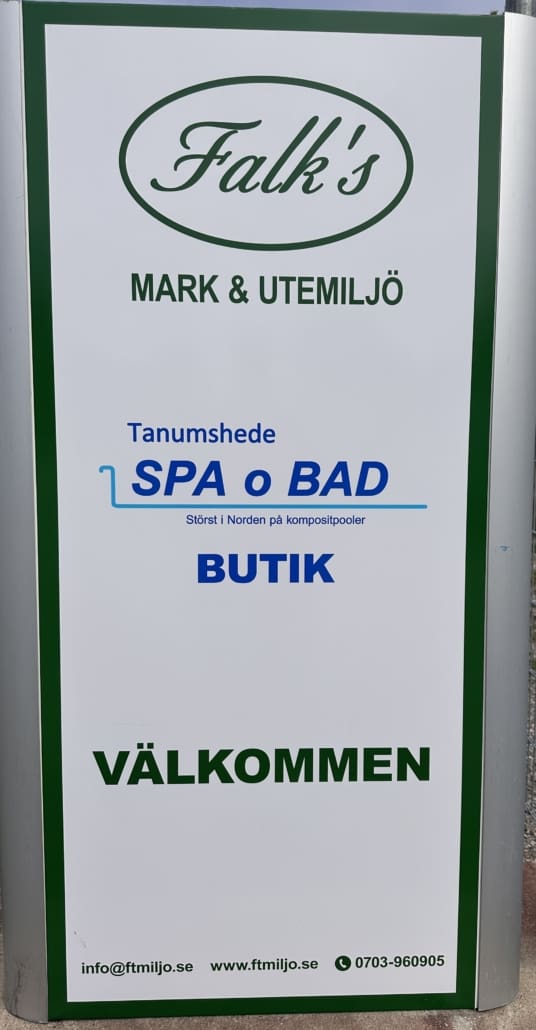 Falk's
MARK & UTEMILJÖ
Tanumshede
SPA o BAD
Störst i Norden på kompositpooler
BUTIK
VÄLKOMMEN
info@ftmiljo.se www.ftmiljo.se 0703-960905